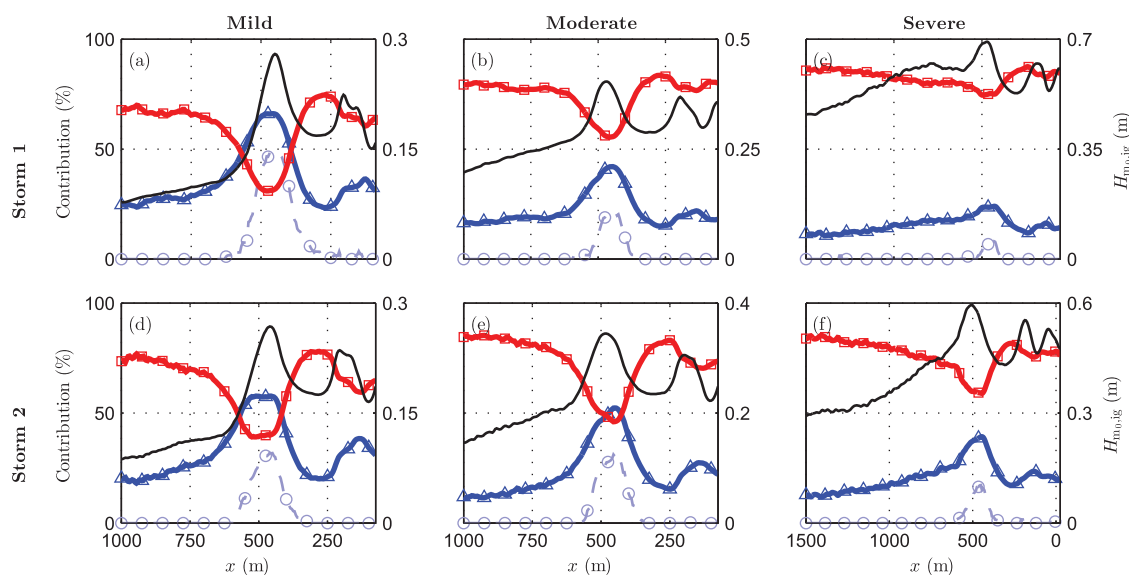 Mild Moderate Severe
100 0.3 0.5 0.7
(a) (b) (c)
Storm 1
Contribution (%)
50 0.15 0.25 0.35
H_{m_0,ig} (m)
0 0 0 0
100 0.3 0.4 0.6
(d) (e) (f)
Storm 2
Contribution (%)
50 0.15 0.2 0.3
H_{m_0,ig} (m)
0 0 0 0
1000 750 500 250 1000 750 500 250 1500 1000 500 0
x (m) x (m) x (m)